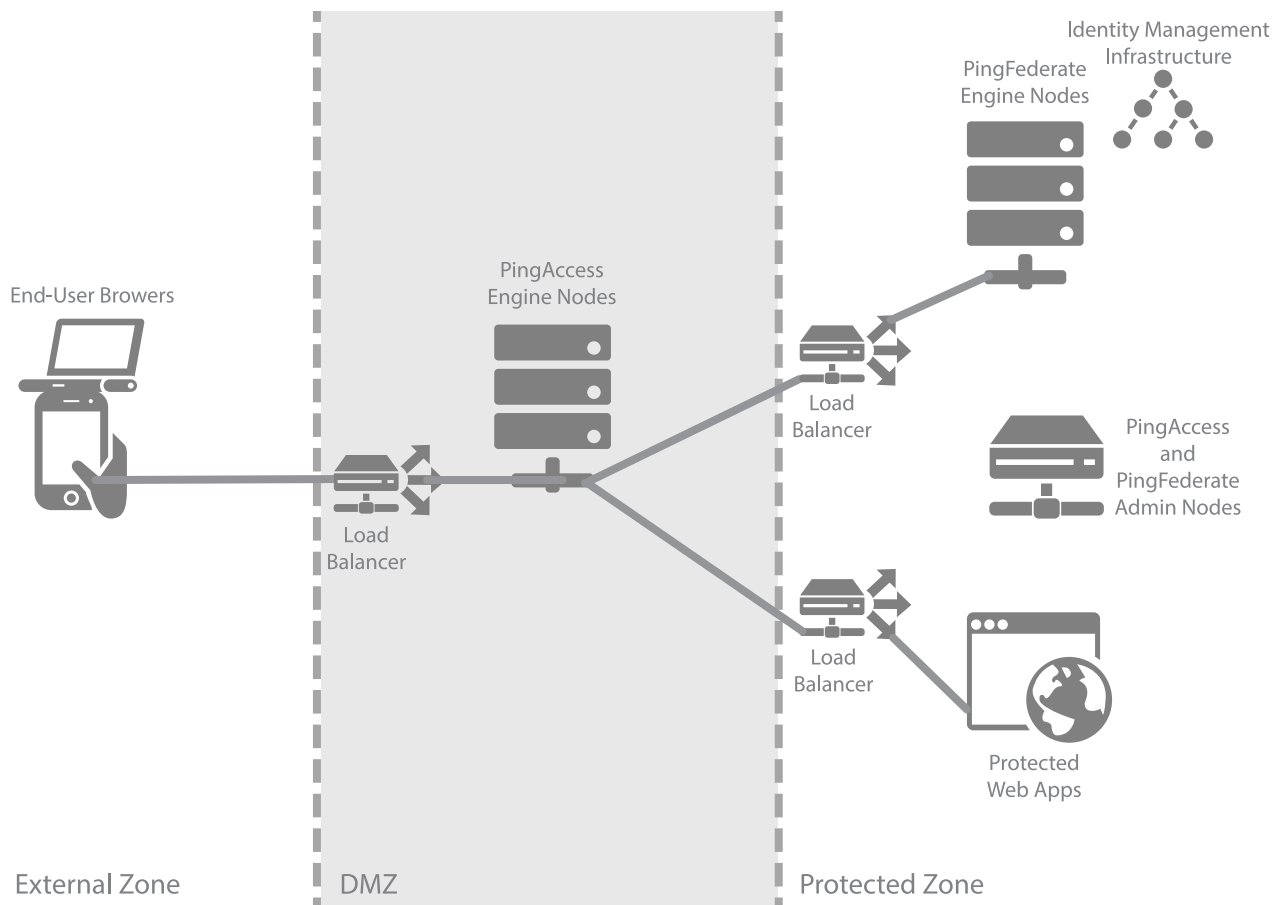 Identity Management
Infrastructure
PingFederate
Engine Nodes
PingAccess
Engine Nodes
End-User Browers
Load
Balancer
Load
Balancer
PingAccess
and
PingFederate
Admin Nodes
Load
Balancer
Protected
Web Apps
External Zone
DMZ
Protected Zone